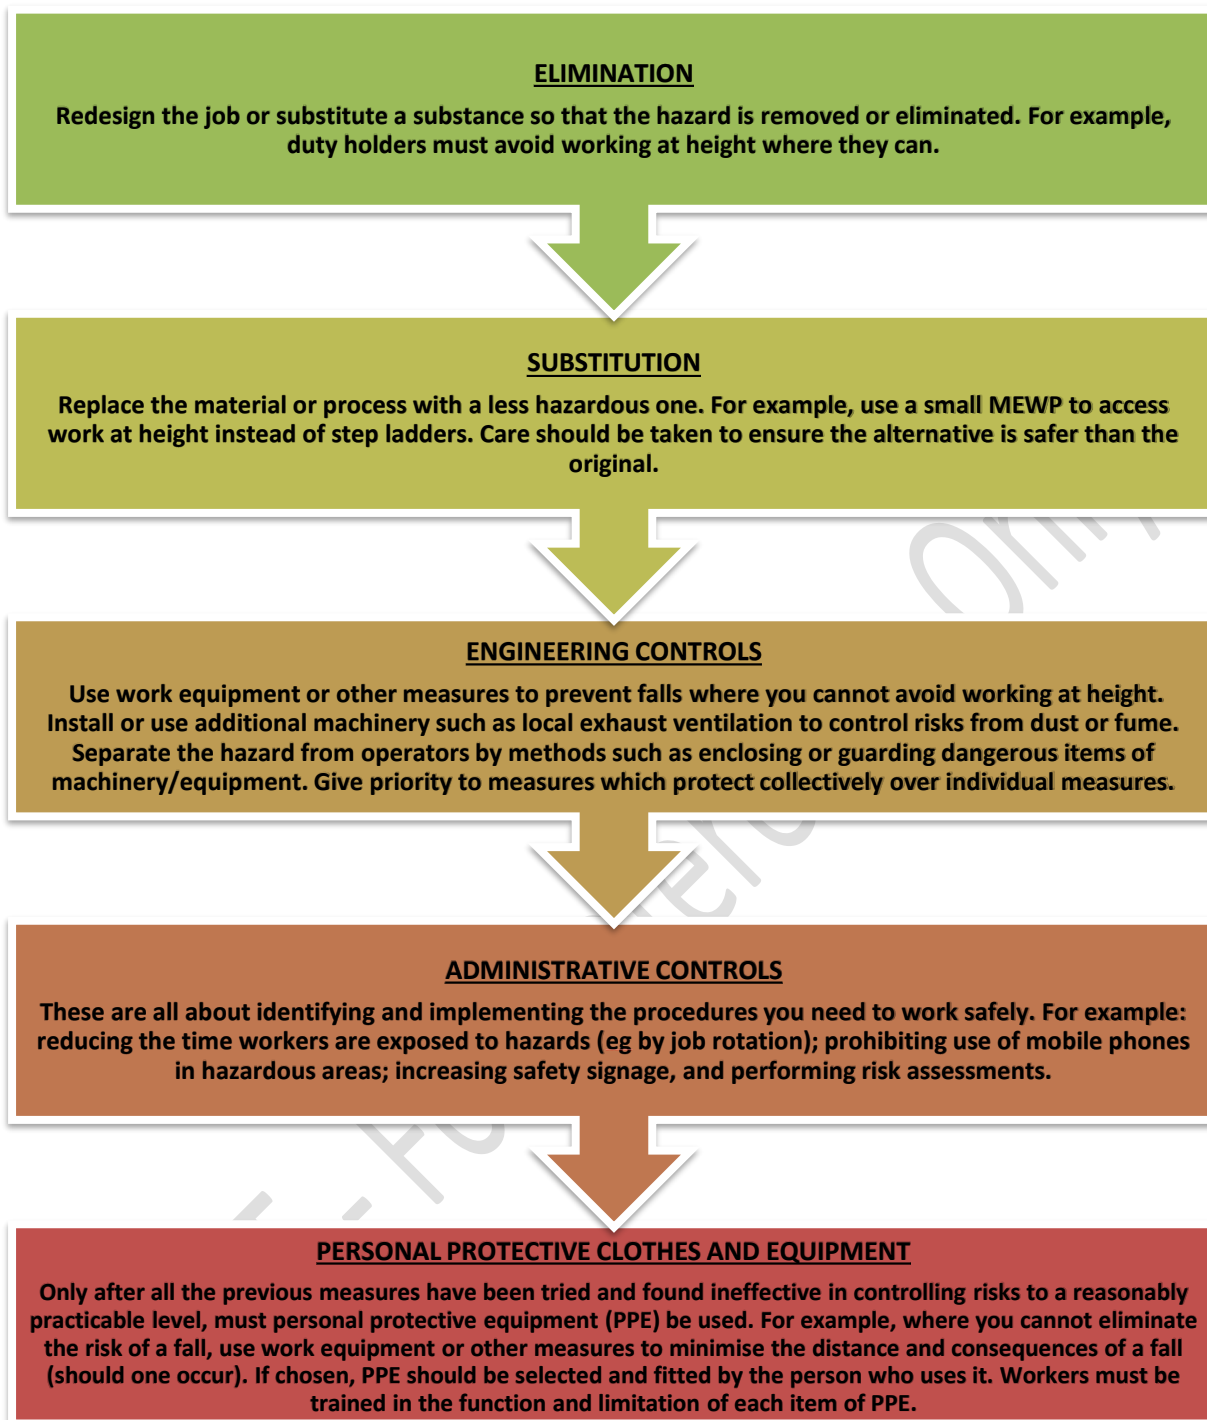 ELIMINATION
Redesign the job or substitute a substance so that the hazard is removed or eliminated. For example,
duty holders must avoid working at height where they can.
SUBSTITUTION
Replace the material or process with a less hazardous one. For example, use a small MEWP to access
work at height instead of step ladders. Care should be taken to ensure the alternative is safer than the
original.
ENGINEERING CONTROLS
Use work equipment or other measures to prevent falls where you cannot avoid working at height.
Install or use additional machinery such as local exhaust ventilation to control risks from dust or fume.
Separate the hazard from operators by methods such as enclosing or guarding dangerous items of
machinery/equipment. Give priority to measures which protect collectively over individual measures.
ADMINISTRATIVE CONTROLS
These are all about identifying and implementing the procedures you need to work safely. For example:
reducing the time workers are exposed to hazards (eg by job rotation); prohibiting use of mobile phones
in hazardous areas; increasing safety signage, and performing risk assessments.
PERSONAL PROTECTIVE CLOTHES AND EQUIPMENT
Only after all the previous measures have been tried and found ineffective in controlling risks to a reasonably
practicable level, must personal protective equipment (PPE) be used. For example, where you cannot eliminate
the risk of a fall, use work equipment or other measures to minimise the distance and consequences of a fall
(should one occur). If chosen, PPE should be selected and fitted by the person who uses it. Workers must be
trained in the function and limitation of each item of PPE.